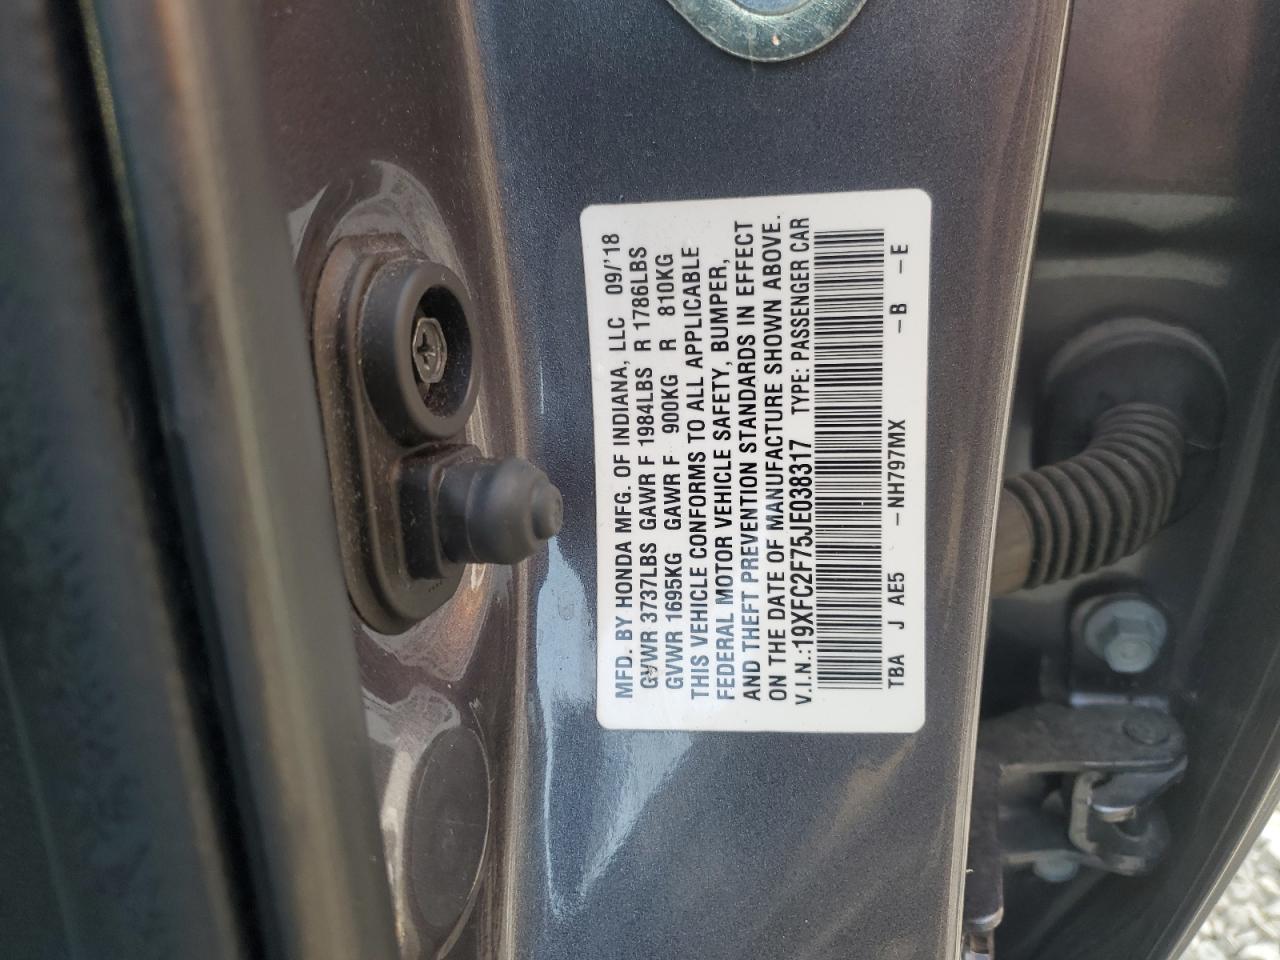 MFD. BY HONDA MFG. OF INDIANA, LLC 09/'18
GVWR 3737LBS GAWR F 1984LBS R 1786LBS
GVWR 1695KG GAWR F 900KG R 810KG
THIS VEHICLE CONFORMS TO ALL APPLICABLE
FEDERAL MOTOR VEHICLE SAFETY, BUMPER,
AND THEFT PREVENTION STANDARDS IN EFFECT
ON THE DATE OF MANUFACTURE SHOWN ABOVE.
V.I.N.:19XFC2F75JE038317 TYPE: PASSENGER CAR
TBA J AE5 -NH797MX -B -E